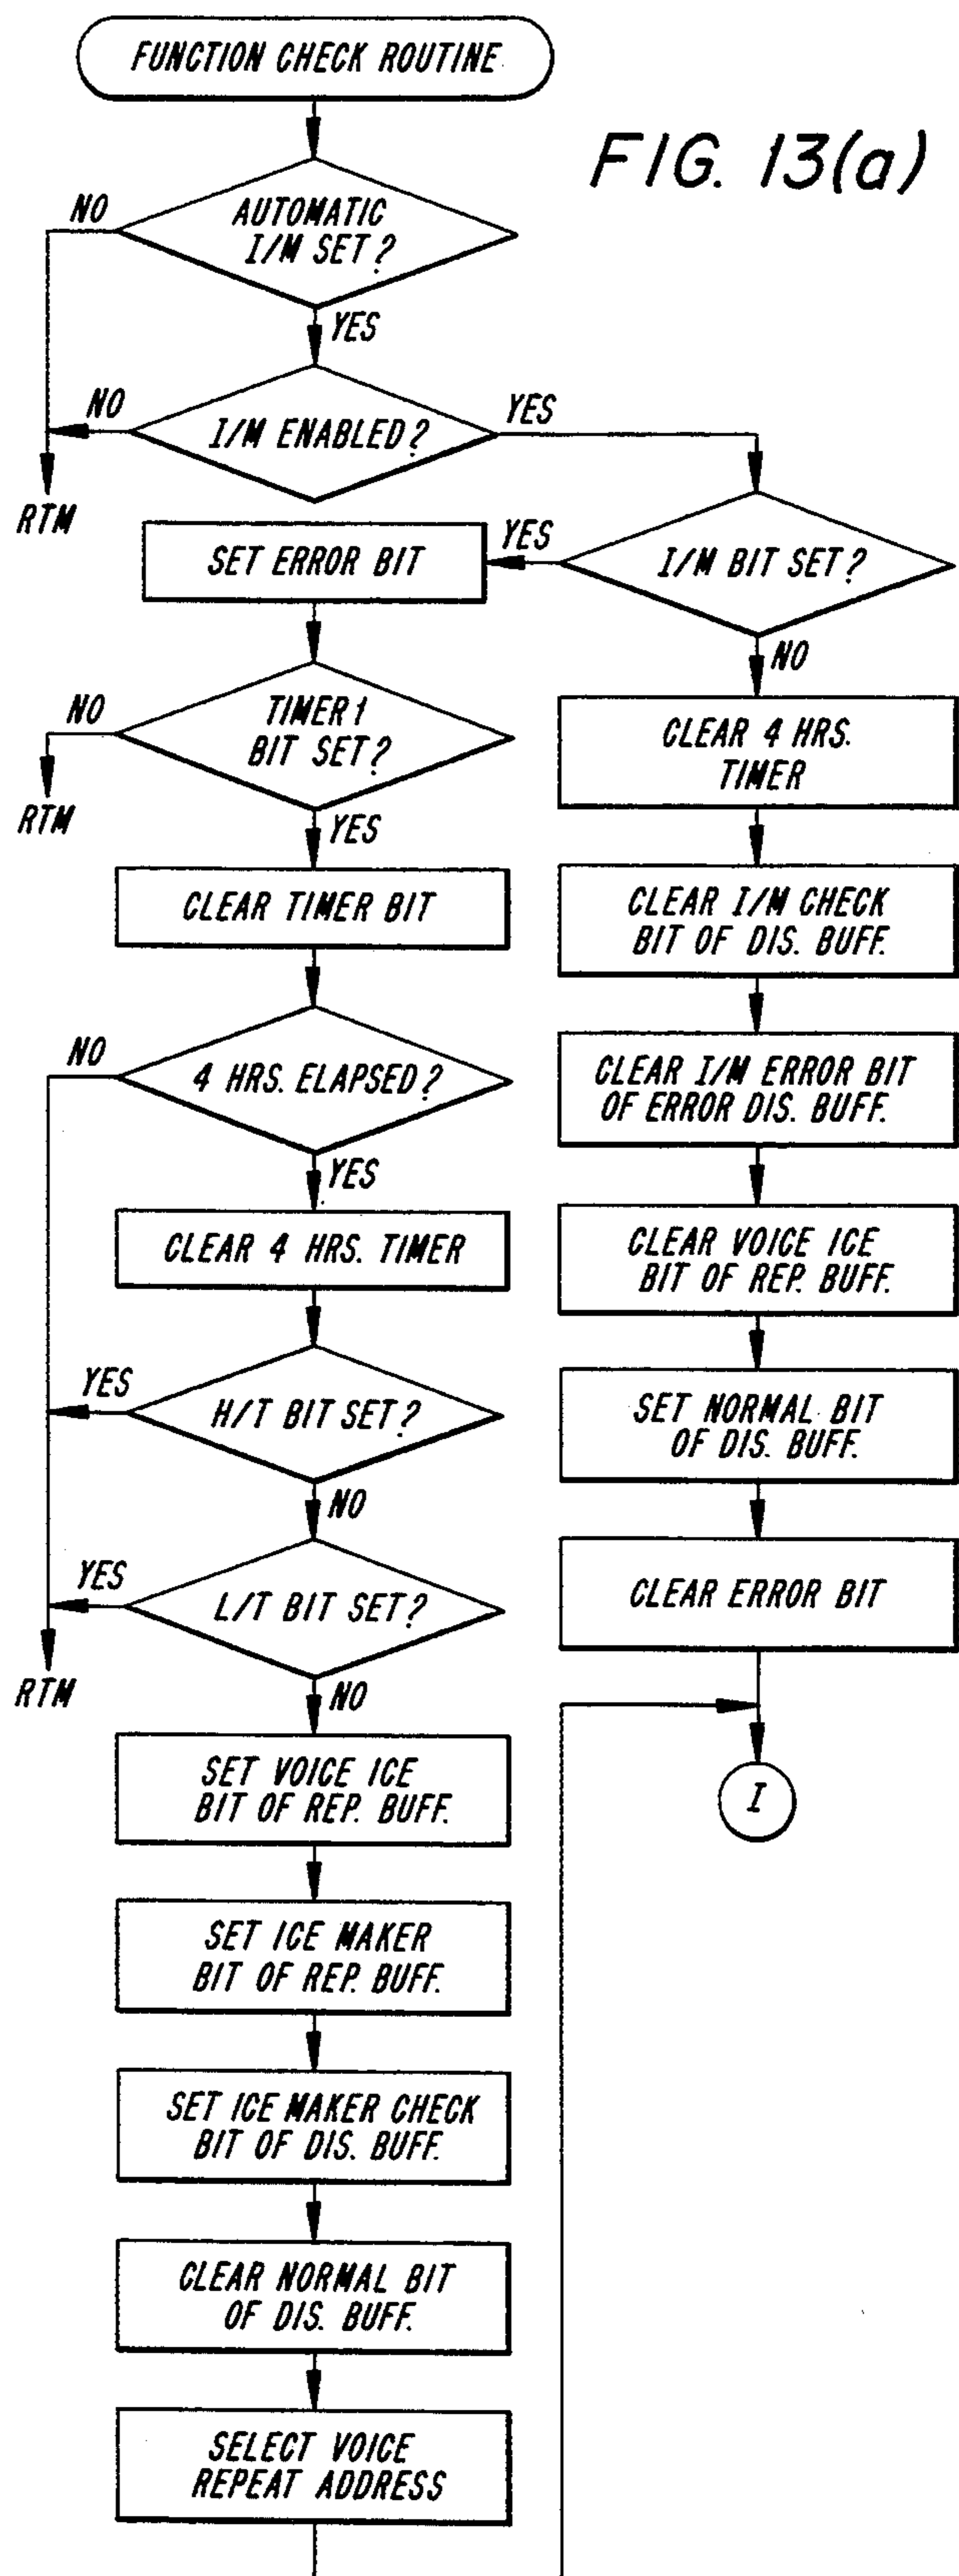 FUNCTION CHECK ROUTINE
FIG. 13(a)
AUTOMATIC
I/M SET?
NO
YES
I/M ENABLED?
NO
YES
RTM
I/M BIT SET?
YES
NO
SET ERROR BIT
TIMER 1
BIT SET?
NO
RTM
YES
CLEAR TIMER BIT
4 HRS. ELAPSED?
NO
YES
CLEAR 4 HRS. TIMER
H/T BIT SET?
YES
NO
L/T BIT SET?
YES
RTM
NO
SET VOICE ICE
BIT OF REP. BUFF.
SET ICE MAKER
BIT OF REP. BUFF.
SET ICE MAKER CHECK
BIT OF DIS. BUFF.
CLEAR NORMAL BIT
OF DIS. BUFF.
SELECT VOICE
REPEAT ADDRESS
CLEAR 4 HRS.
TIMER
CLEAR I/M CHECK
BIT OF DIS. BUFF.
CLEAR I/M ERROR BIT
OF ERROR DIS. BUFF.
CLEAR VOICE ICE
BIT OF REP. BUFF.
SET NORMAL BIT
OF DIS. BUFF.
CLEAR ERROR BIT
I